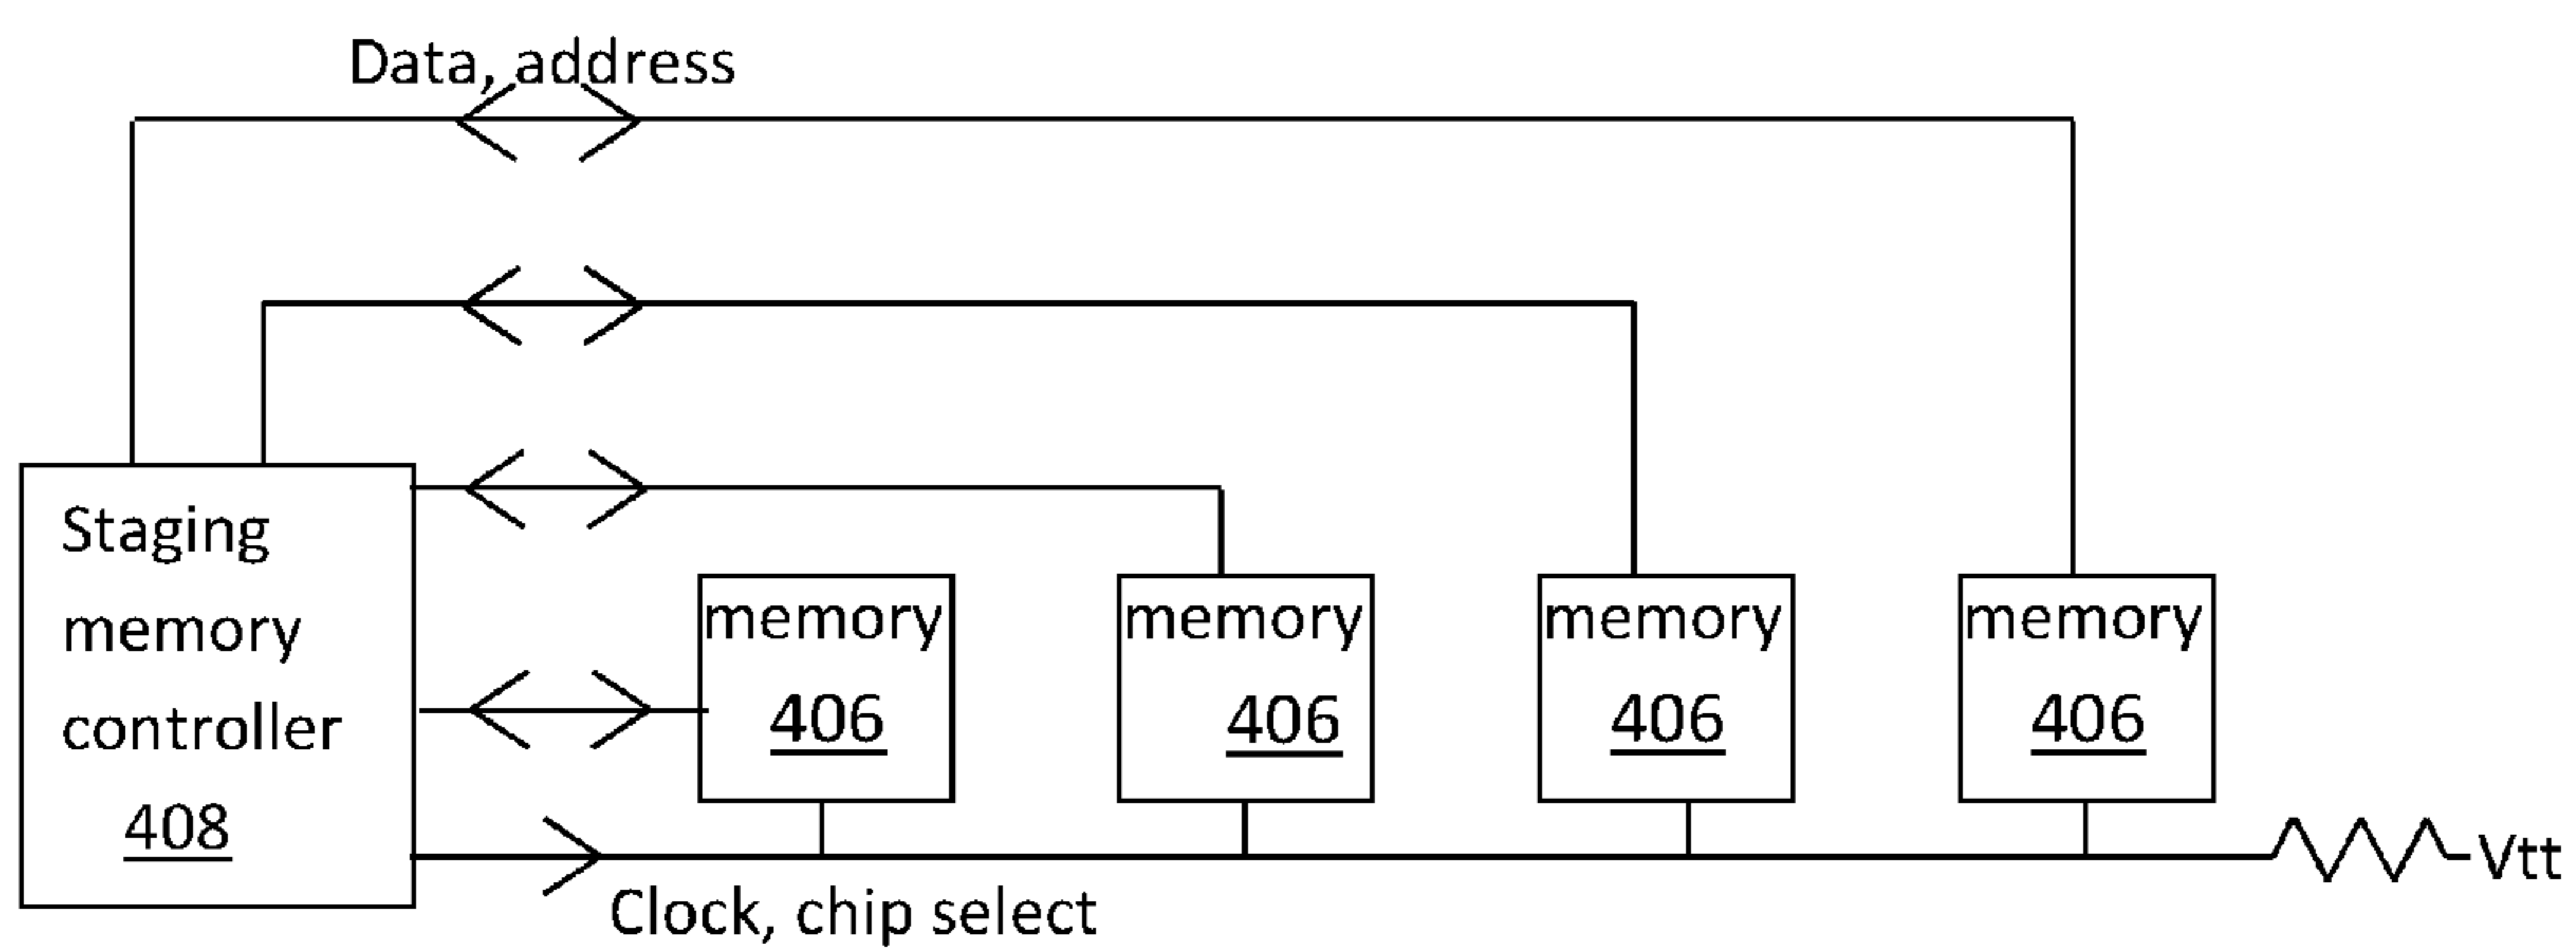 Data, address
Staging
memory
controller
408
memory
406
memory
406
memory
406
memory
406
Vtt
Clock, chip select